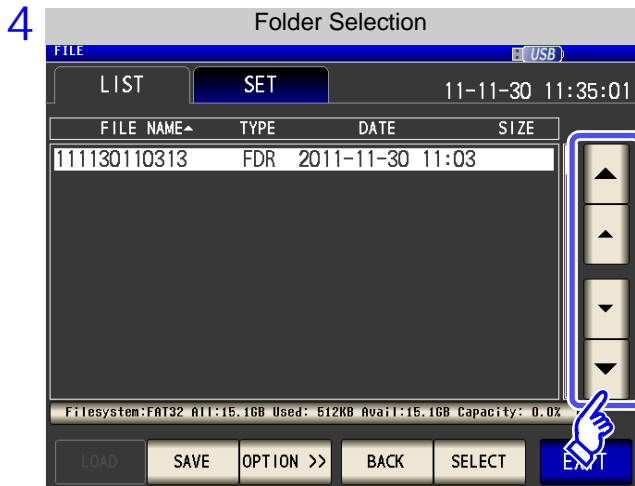 4
Folder Selection
FILE USB
LIST SET 11-11-30 11:35:01
FILE NAME▲ TYPE DATE SIZE
111130110313 FDR 2011-11-30 11:03
Filesystem:FAT32 All:15.1GB Used: 512KB Avail:15.1GB Capacity: 0.0%
LOAD SAVE OPTION >> BACK SELECT EXIT